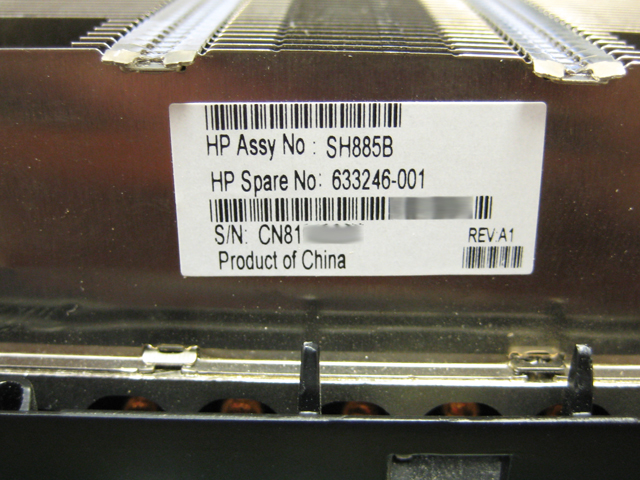 HP Assy No : SH885B
HP Spare No: 633246-001
S/N: CN81
REV:A1
Product of China